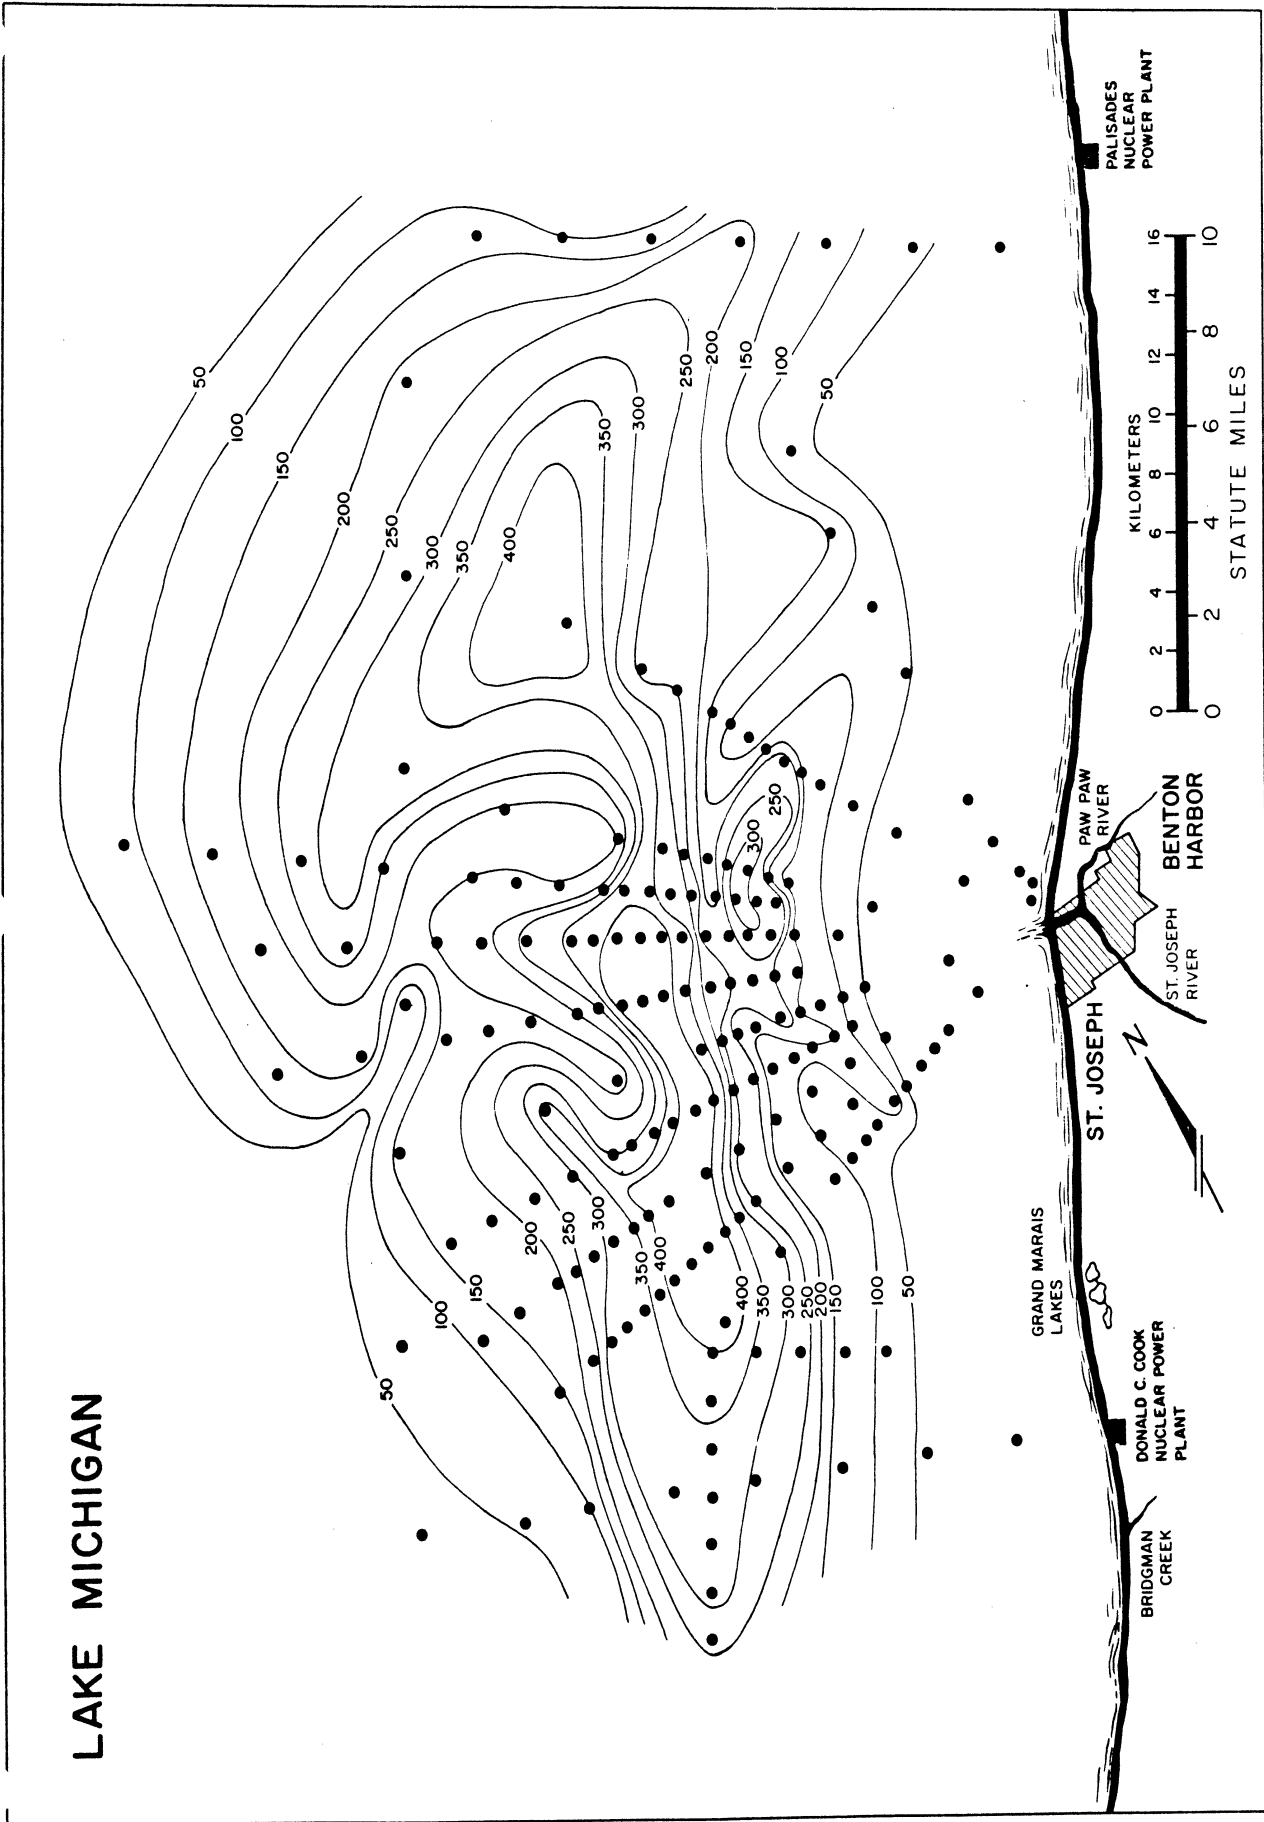 LAKE MICHIGAN
50
100
150
200
250
300
350
400
350
300
250
200
150
100
50
300
250
200
250
300
350
400
150
100
50
400
350
300
250
200
150
100
50
PALISADES
NUCLEAR
POWER PLANT
KILOMETERS
0 2 4 6 8 10 12 14 16
0 2 4 6 8 10
STATUTE MILES
PAW PAW
RIVER
BENTON
HARBOR
ST. JOSEPH
RIVER
ST. JOSEPH
N
GRAND MARAIS
LAKES
DONALD C. COOK
NUCLEAR POWER
PLANT
BRIDGMAN
CREEK